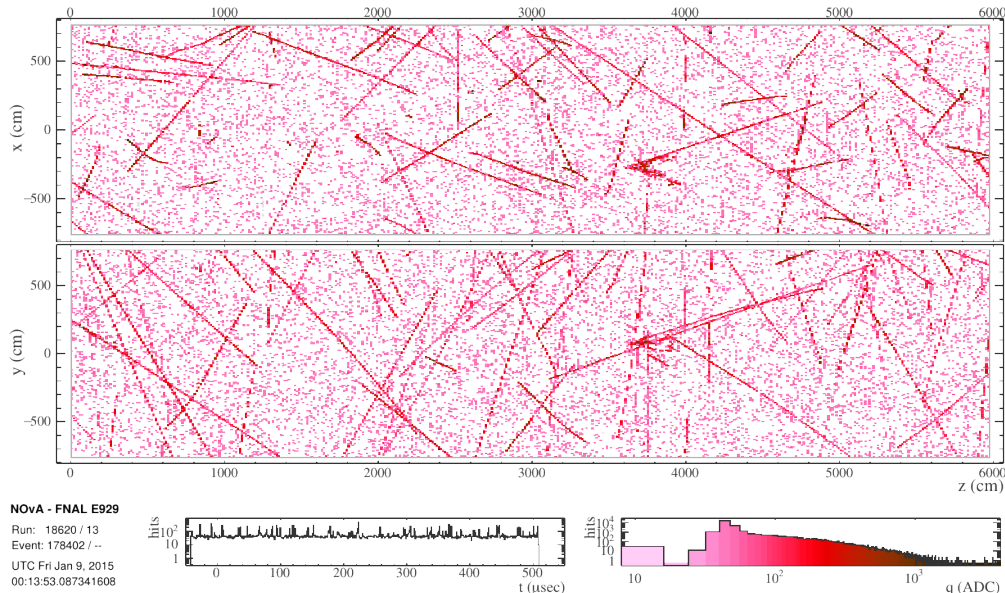 0 1000 2000 3000 4000 5000 6000
x (cm)
500
0
−500
y (cm)
500
0
−500
0 1000 2000 3000 4000 5000 6000
z (cm)
NOvA - FNAL E929
Run: 18620 / 13
Event: 178402 / --
UTC Fri Jan 9, 2015
00:13:53.087341608
hits
10²
10
1
0 100 200 300 400 500
t (μsec)
hits
10⁴
10³
10²
10
1
10 10² 10³
q (ADC)